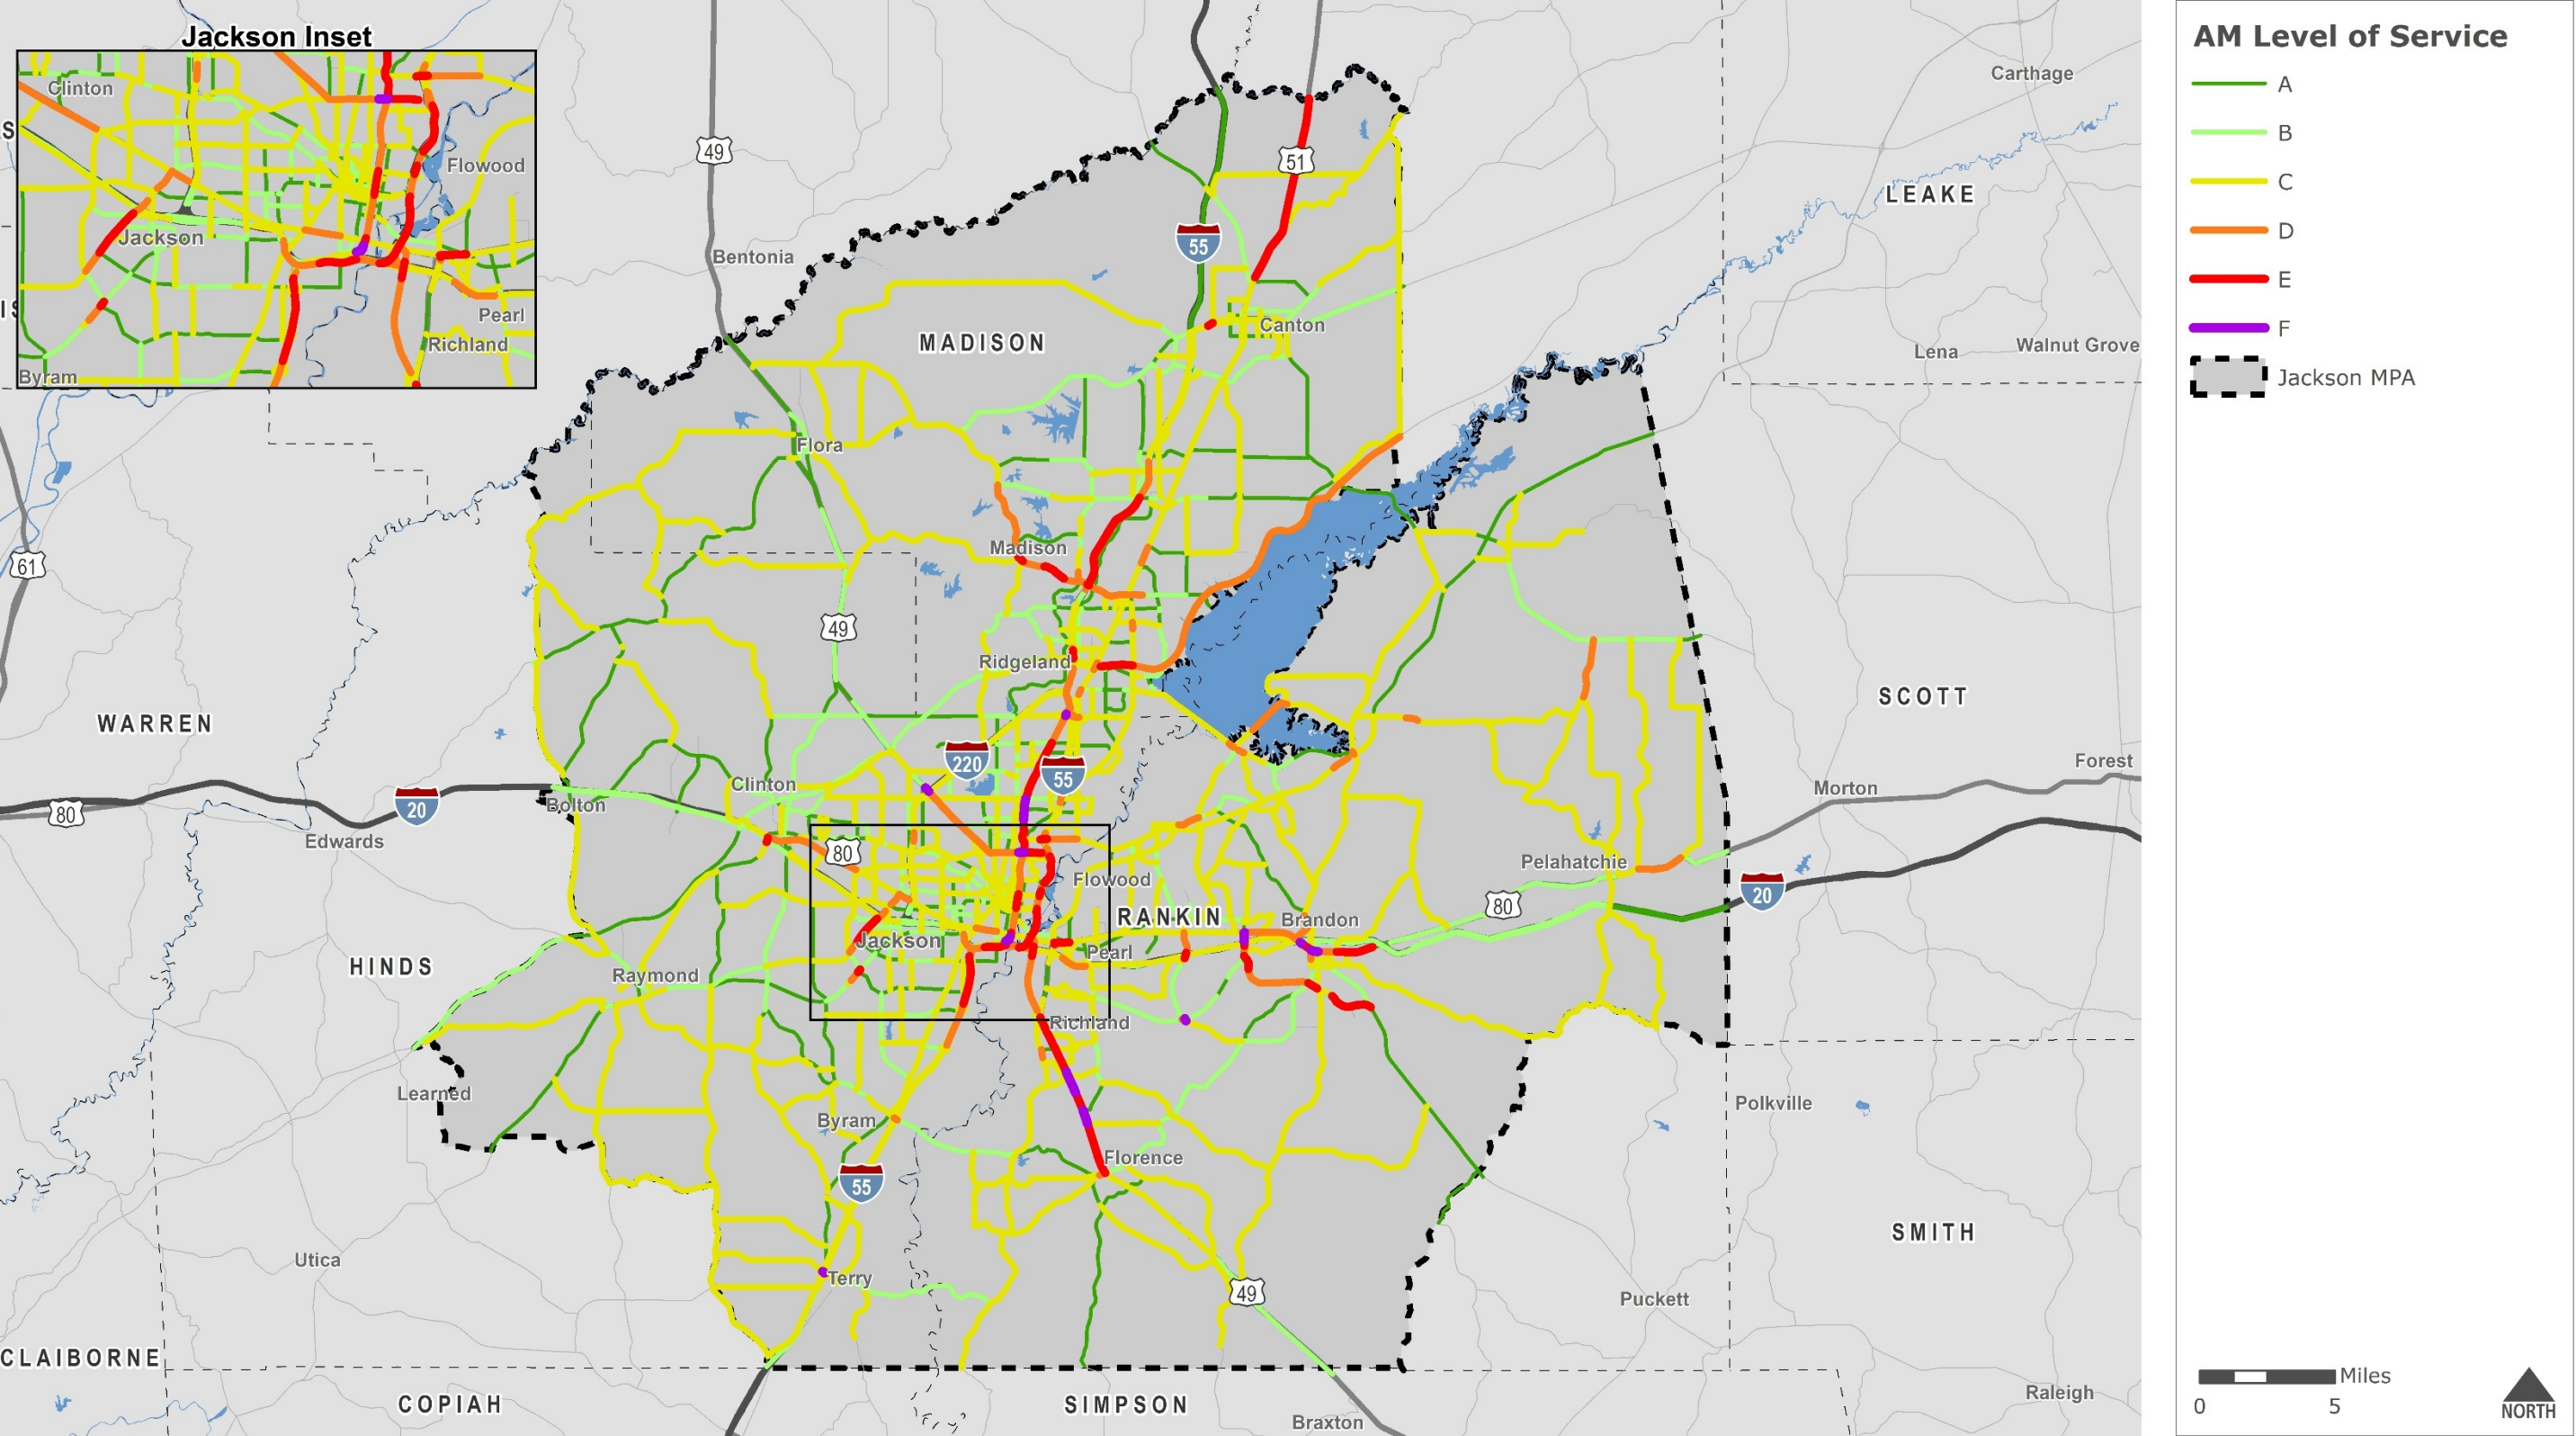 Jackson Inset
Clinton
Flowood
Jackson
Pearl
Richland
Byram
AM Level of Service
A
B
C
D
E
F
Jackson MPA
Carthage
49
51
LEAKE
55
Bentonia
MADISON
Canton
Lena
Walnut Grove
Flora
Madison
61
49
Ridgeland
SCOTT
WARREN
220
55
Forest
Clinton
Morton
20
80
Bolton
Edwards
80
Pelahatchie
Flowood
20
80
RANKIN
Brandon
Jackson
Pearl
HINDS
Raymond
Richland
Learned
Polkville
Byram
Florence
55
SMITH
Utica
Terry
49
Puckett
CLAIBORNE
COPIAH
SIMPSON
Braxton
Raleigh
Miles
0 5
NORTH